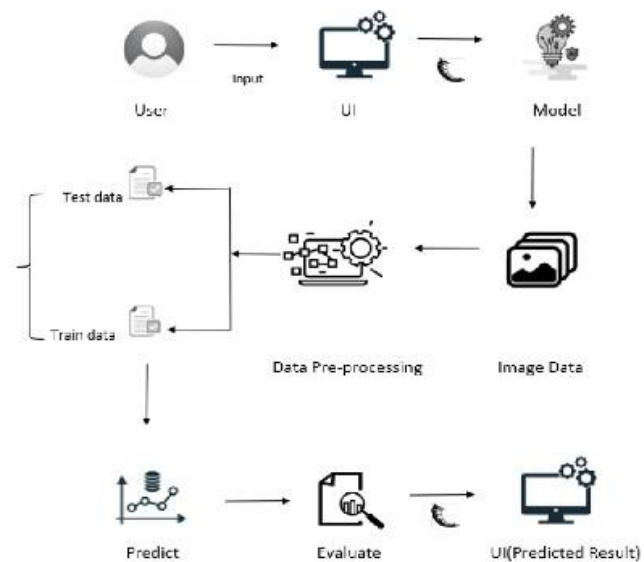 Input
User
UI
Model
Test data
Train data
Data Pre-processing
Image Data
Predict
Evaluate
UI(Predicted Result)